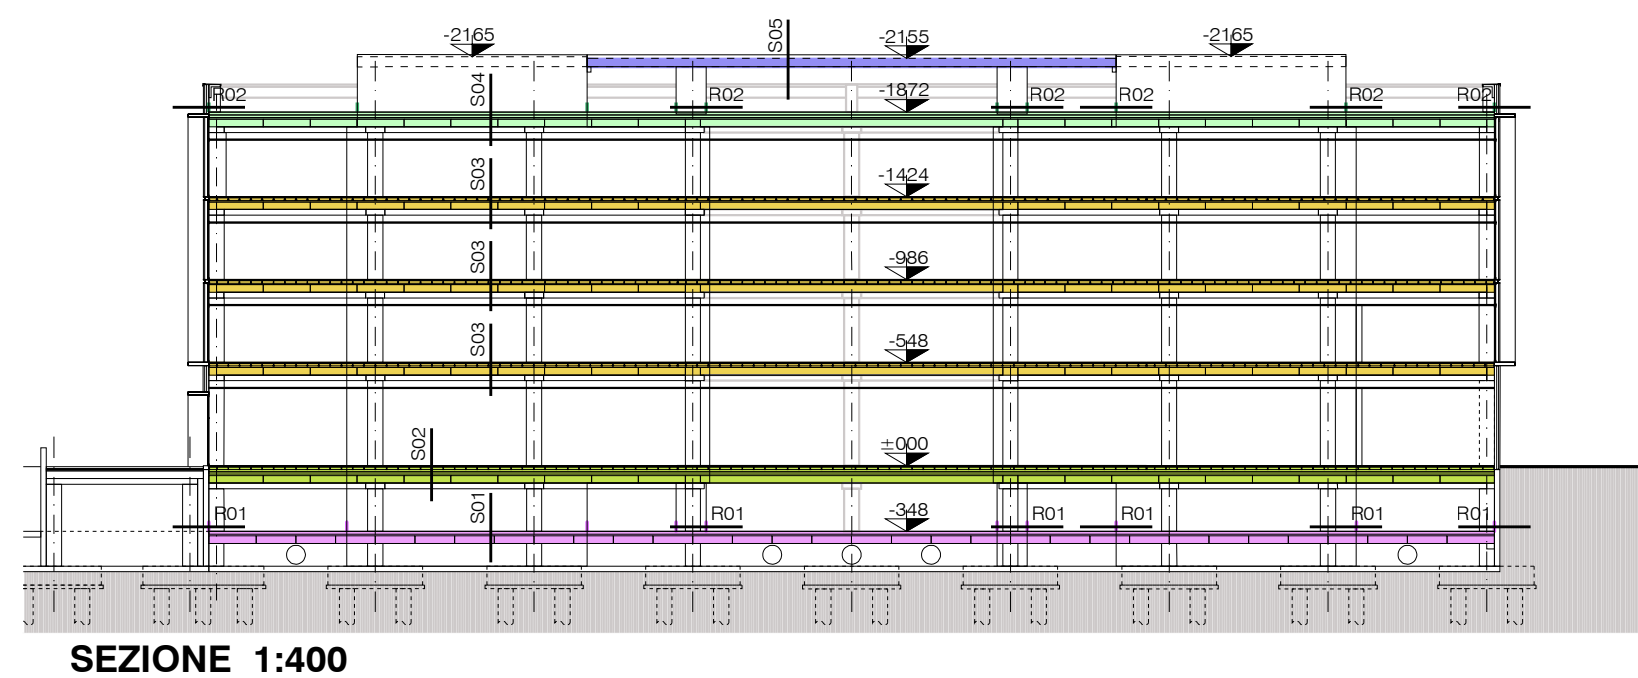 S05
-2165
-2155
-2165
S04
R02
R02
-1872
R02
R02
R02
R02
S03
-1424
S03
-986
S03
-548
S02
±000
S01
R01
R01
-348
R01
R01
R01
R01
SEZIONE 1:400